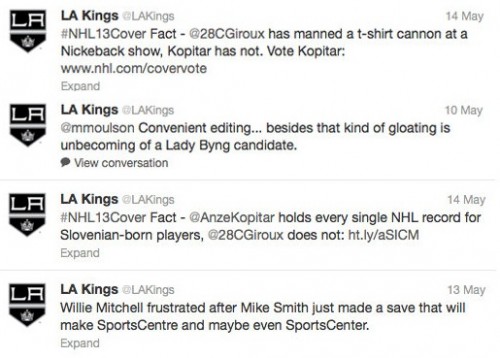 LA
LA Kings @LAKings 14 May
#NHL13Cover Fact - @28CGiroux has manned a t-shirt cannon at a
Nickeback show, Kopitar has not. Vote Kopitar:
www.nhl.com/covervote
Expand
LA
LA Kings @LAKings 10 May
@mmoulson Convenient editing... besides that kind of gloating is
unbecoming of a Lady Byng candidate.
View conversation
LA
LA Kings @LAKings 14 May
#NHL13Cover Fact - @AnzeKopitar holds every single NHL record for
Slovenian-born players, @28CGiroux does not: ht.ly/aSICM
Expand
LA
LA Kings @LAKings 13 May
Willie Mitchell frustrated after Mike Smith just made a save that will
make SportsCentre and maybe even SportsCenter.
Expand